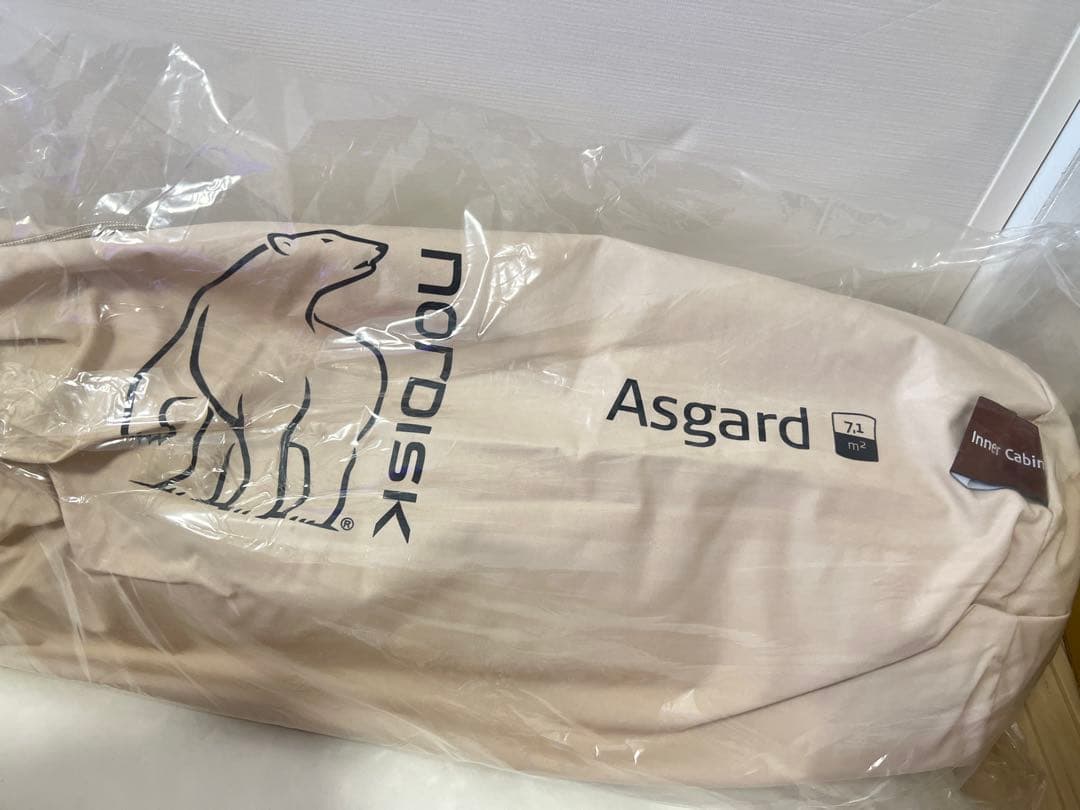 nordisk
®
Asgard
7,1
m²
Inner Cabin